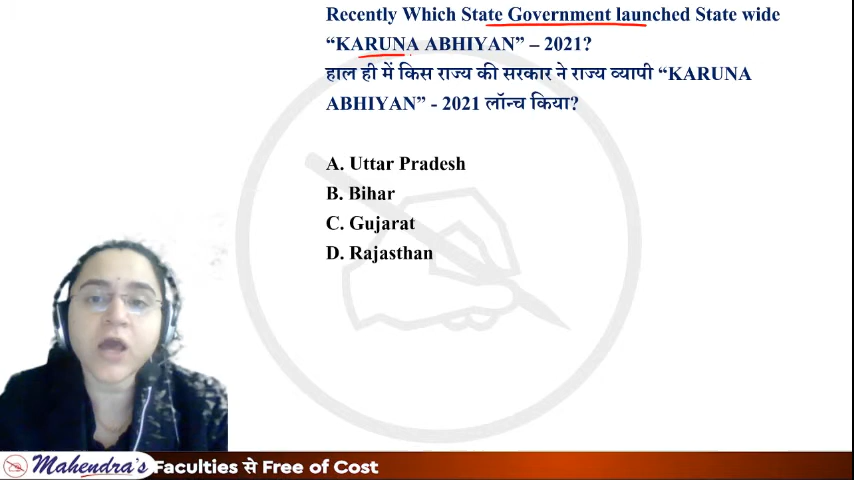 Recently Which State Government launched State wide
“KARUNA ABHIYAN” – 2021?
हाल ही में किस राज्य की सरकार ने राज्य व्यापी “KARUNA
ABHIYAN” - 2021 लॉन्च किया?
A. Uttar Pradesh
B. Bihar
C. Gujarat
D. Rajasthan
Mahendra's Faculties से Free of Cost